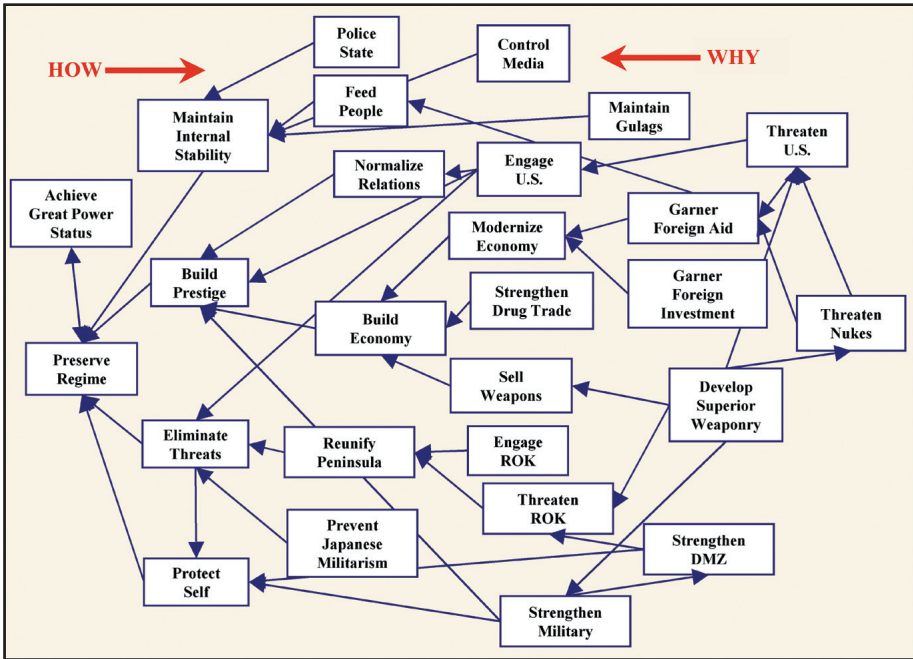 HOW
WHY
Police
State
Control
Media
Feed
People
Maintain
Internal
Stability
Maintain
Gulags
Threaten
U.S.
Normalize
Relations
Engage
U.S.
Achieve
Great Power
Status
Garner
Foreign Aid
Modernize
Economy
Build
Prestige
Garner
Foreign
Investment
Strengthen
Drug Trade
Build
Economy
Threaten
Nukes
Preserve
Regime
Sell
Weapons
Develop
Superior
Weaponry
Eliminate
Threats
Reunify
Peninsula
Engage
ROK
Threaten
ROK
Prevent
Japanese
Militarism
Strengthen
DMZ
Protect
Self
Strengthen
Military